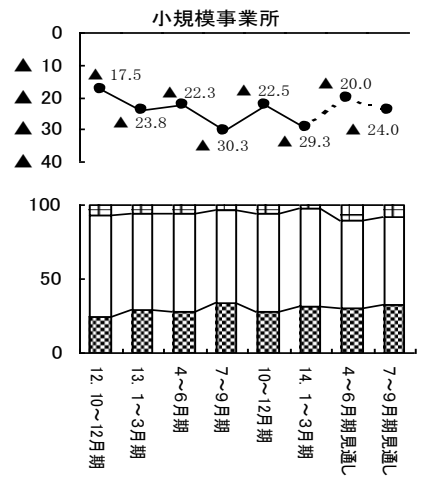 小規模事業所
0
▲ 10
▲ 20
▲ 30
▲ 40
▲ 17.5
▲ 23.8
▲ 22.3
▲ 30.3
▲ 22.5
▲ 29.3
▲ 20.0
▲ 24.0
100
50
0
12. 10～12月期
13. 1～3月期
4～6月期
7～9月期
10～12月期
14. 1～3月期
4～6月期見通し
7～9月期見通し